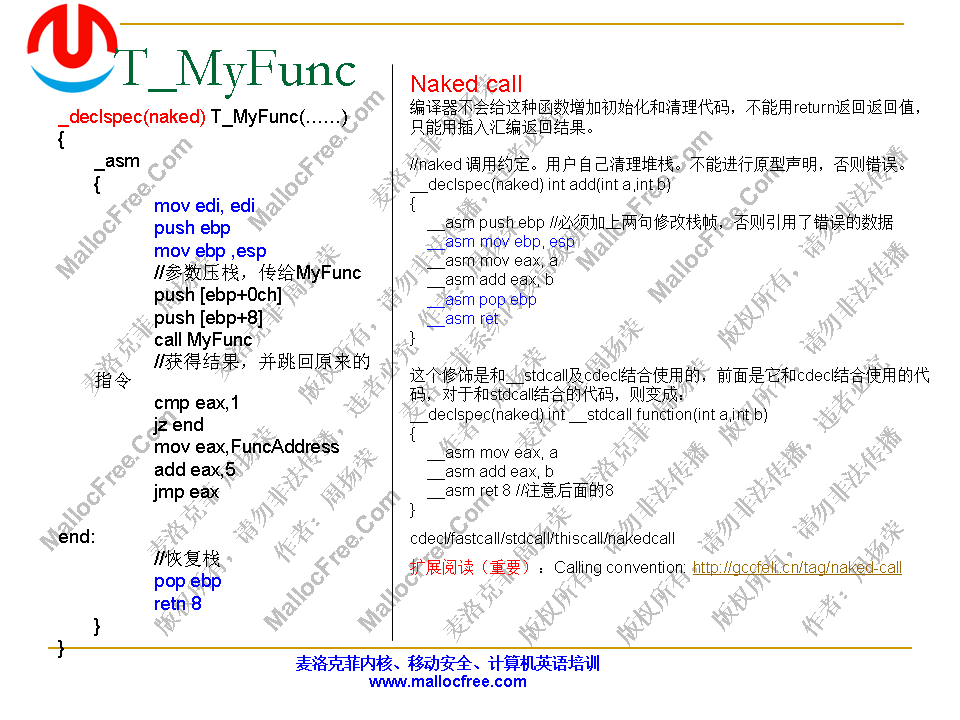 T_MyFunc
_declspec(naked) T_MyFunc(……)
{
_asm
{
mov edi, edi
push ebp
mov ebp ,esp
//参数压栈，传给MyFunc
push [ebp+0ch]
push [ebp+8]
call MyFunc
//获得结果，并跳回原来的
指令
cmp eax,1
jz end
mov eax,FuncAddress
add eax,5
jmp eax
end:
//恢复栈
pop ebp
retn 8
}
}
Naked call
编译器不会给这种函数增加初始化和清理代码，不能用return返回返回值，
只能用插入汇编返回结果。
//naked 调用约定。用户自己清理堆栈。不能进行原型声明，否则错误。
__declspec(naked) int add(int a,int b)
{
__asm push ebp //必须加上两句修改栈帧，否则引用了错误的数据
__asm mov ebp, esp
__asm mov eax, a
__asm add eax, b
__asm pop ebp
__asm ret
}
这个修饰是和__stdcall及cdecl结合使用的，前面是它和cdecl结合使用的代
码，对于和stdcall结合的代码，则变成：
__declspec(naked) int __stdcall function(int a,int b)
{
__asm mov eax, a
__asm add eax, b
__asm ret 8 //注意后面的8
}
cdecl/fastcall/stdcall/thiscall/nakedcall
扩展阅读（重要）：Calling convention: http://gccfeli.cn/tag/naked-call
麦洛克菲内核、移动安全、计算机英语培训
www.mallocfree.com
MallocFree.Com
麦洛克菲 周扬荣
版权所有，请勿非法传播，违者必究
作者：周扬荣